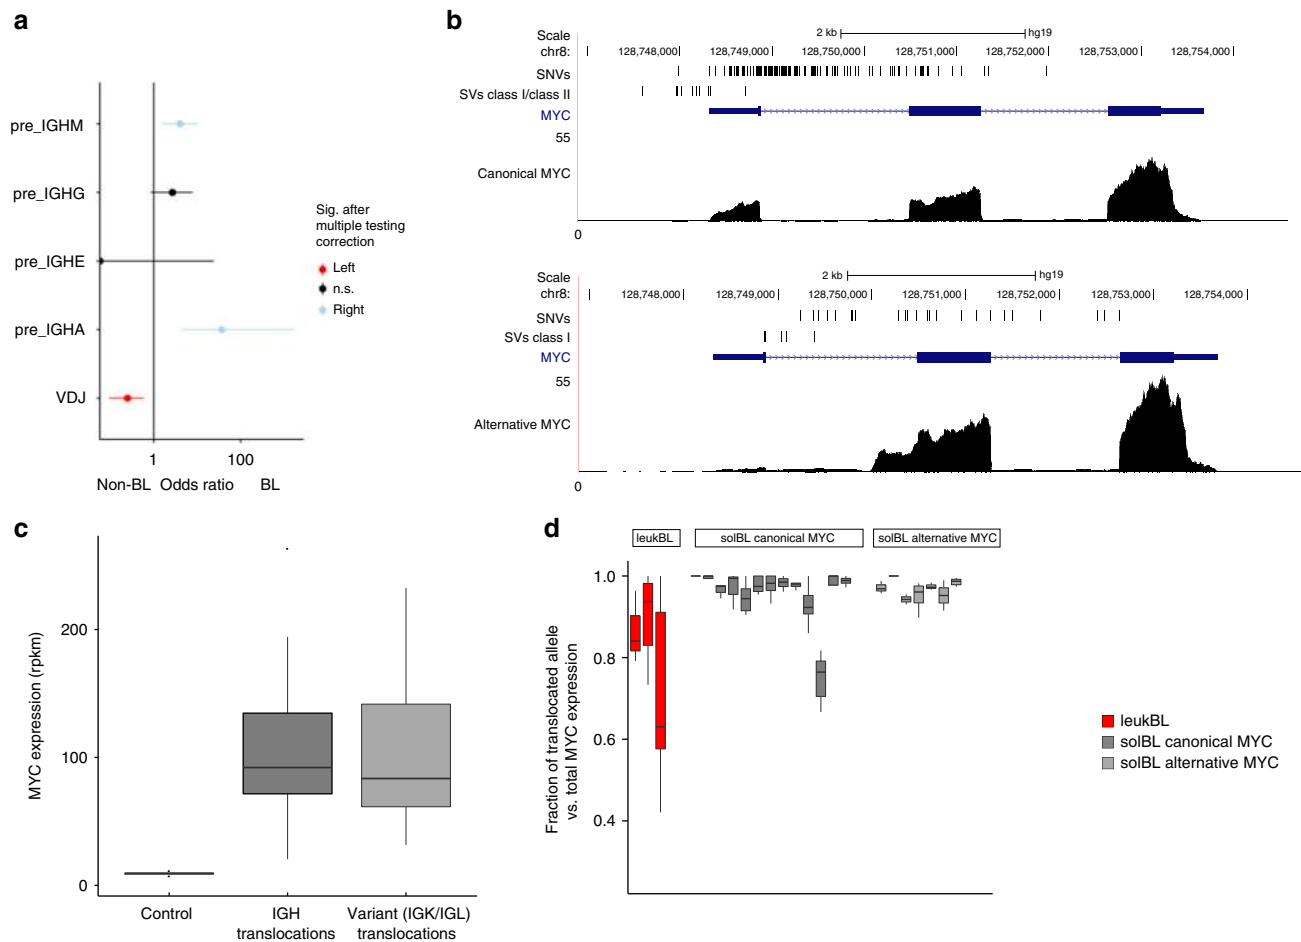 a
pre_IGHM
pre_IGHG
pre_IGHE
pre_IGHA
VDJ
1
100
Non-BL
Odds ratio
BL
Sig. after
multiple testing
correction
Left
n.s.
Right
b
Scale
2 kb
hg19
chr8:
128,748,000
128,749,000
128,750,000
128,751,000
128,752,000
128,753,000
128,754,000
SNVs
SVs class I/class II
MYC
55
Canonical MYC
0
Scale
2 kb
hg19
chr8:
128,748,000
128,749,000
128,750,000
128,751,000
128,752,000
128,753,000
128,754,000
SNVs
SVs class I
MYC
55
Alternative MYC
0
c
MYC expression (rpkm)
200
100
0
Control
IGH
translocations
Variant (IGK/IGL)
translocations
d
leukBL
solBL canonical MYC
solBL alternative MYC
Fraction of translocated allele
vs. total MYC expression
1.0
0.8
0.6
0.4
leukBL
solBL canonical MYC
solBL alternative MYC